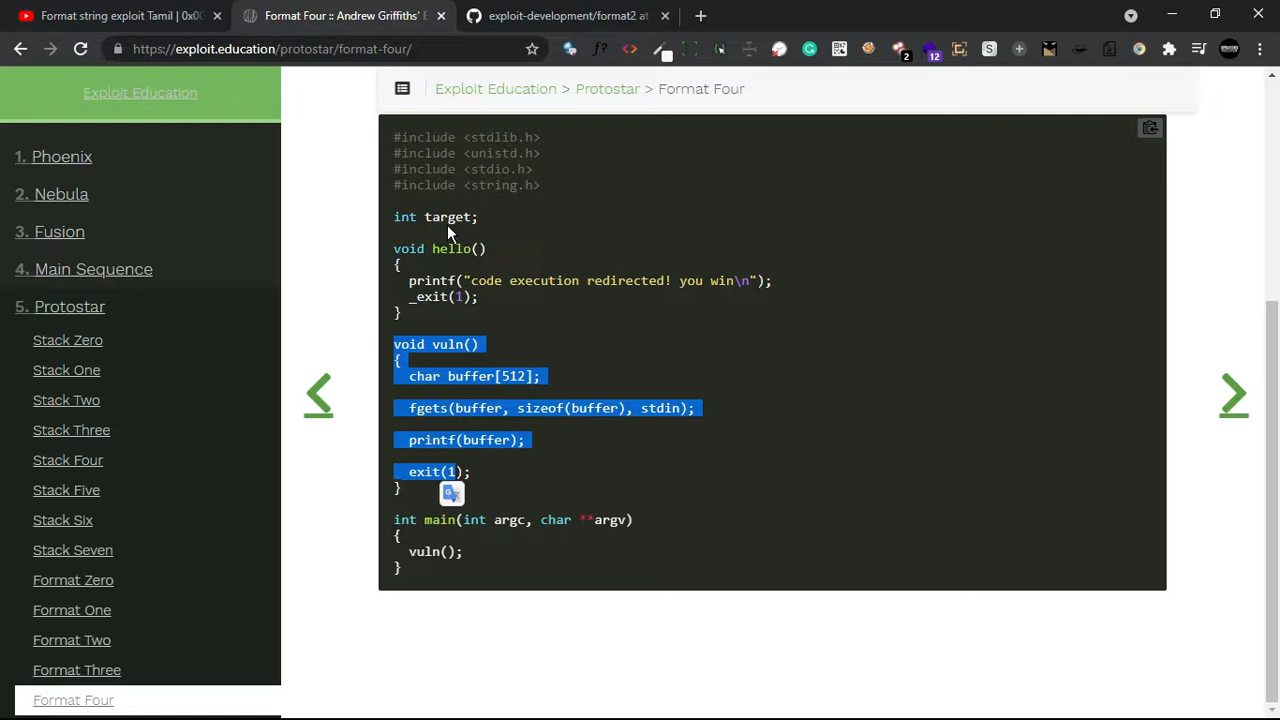 Format string exploit Tamil | 0x0
Format Four :: Andrew Griffiths' E
exploit-development/format2 at
https://exploit.education/protostar/format-four/
2
12
Exploit Education
1. Phoenix
2. Nebula
3. Fusion
4. Main Sequence
5. Protostar
Stack Zero
Stack One
Stack Two
Stack Three
Stack Four
Stack Five
Stack Six
Stack Seven
Format Zero
Format One
Format Two
Format Three
Format Four
Exploit Education > Protostar > Format Four
#include <stdlib.h>
#include <unistd.h>
#include <stdio.h>
#include <string.h>
int target;
void hello()
{
printf("code execution redirected! you win\n");
_exit(1);
}
void vuln()
{
char buffer[512];
fgets(buffer, sizeof(buffer), stdin);
printf(buffer);
exit(1);
}
int main(int argc, char **argv)
{
vuln();
}